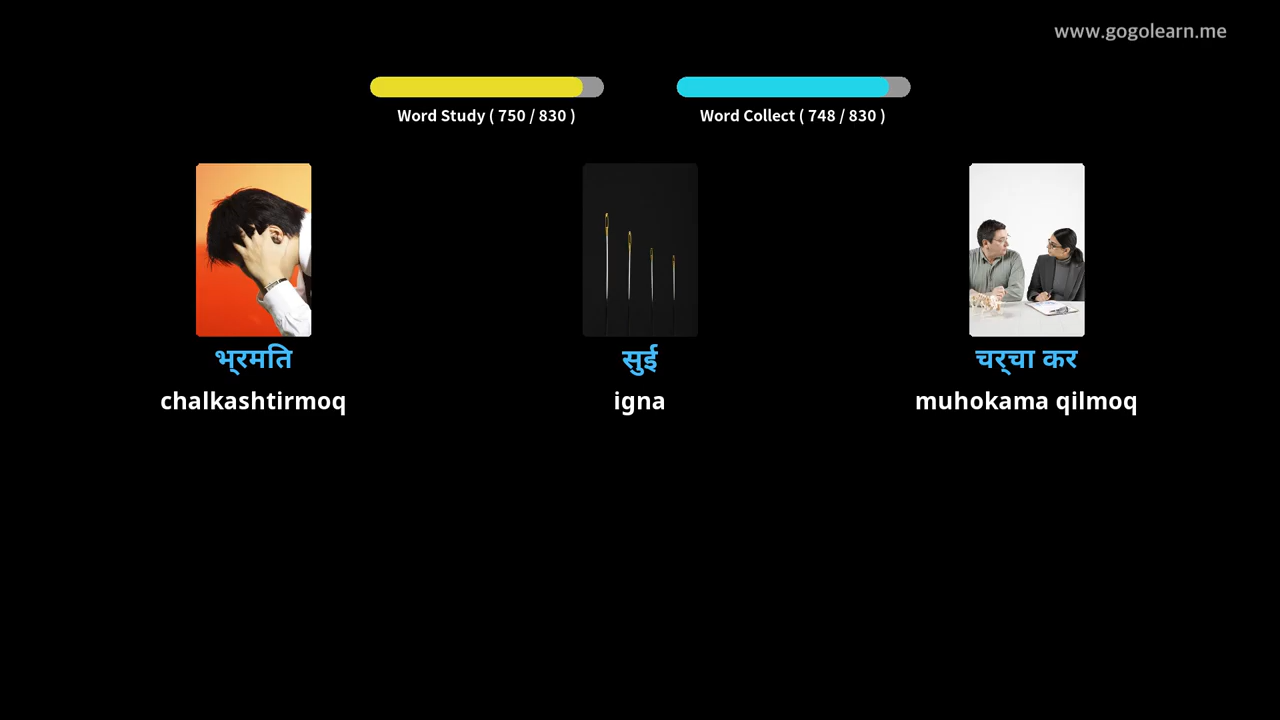 www.gogolearn.me
Word Study ( 750 / 830 )
Word Collect ( 748 / 830 )
भ्रमति
सुई
चर्चा कर
chalkashtirmoq
igna
muhokama qilmoq